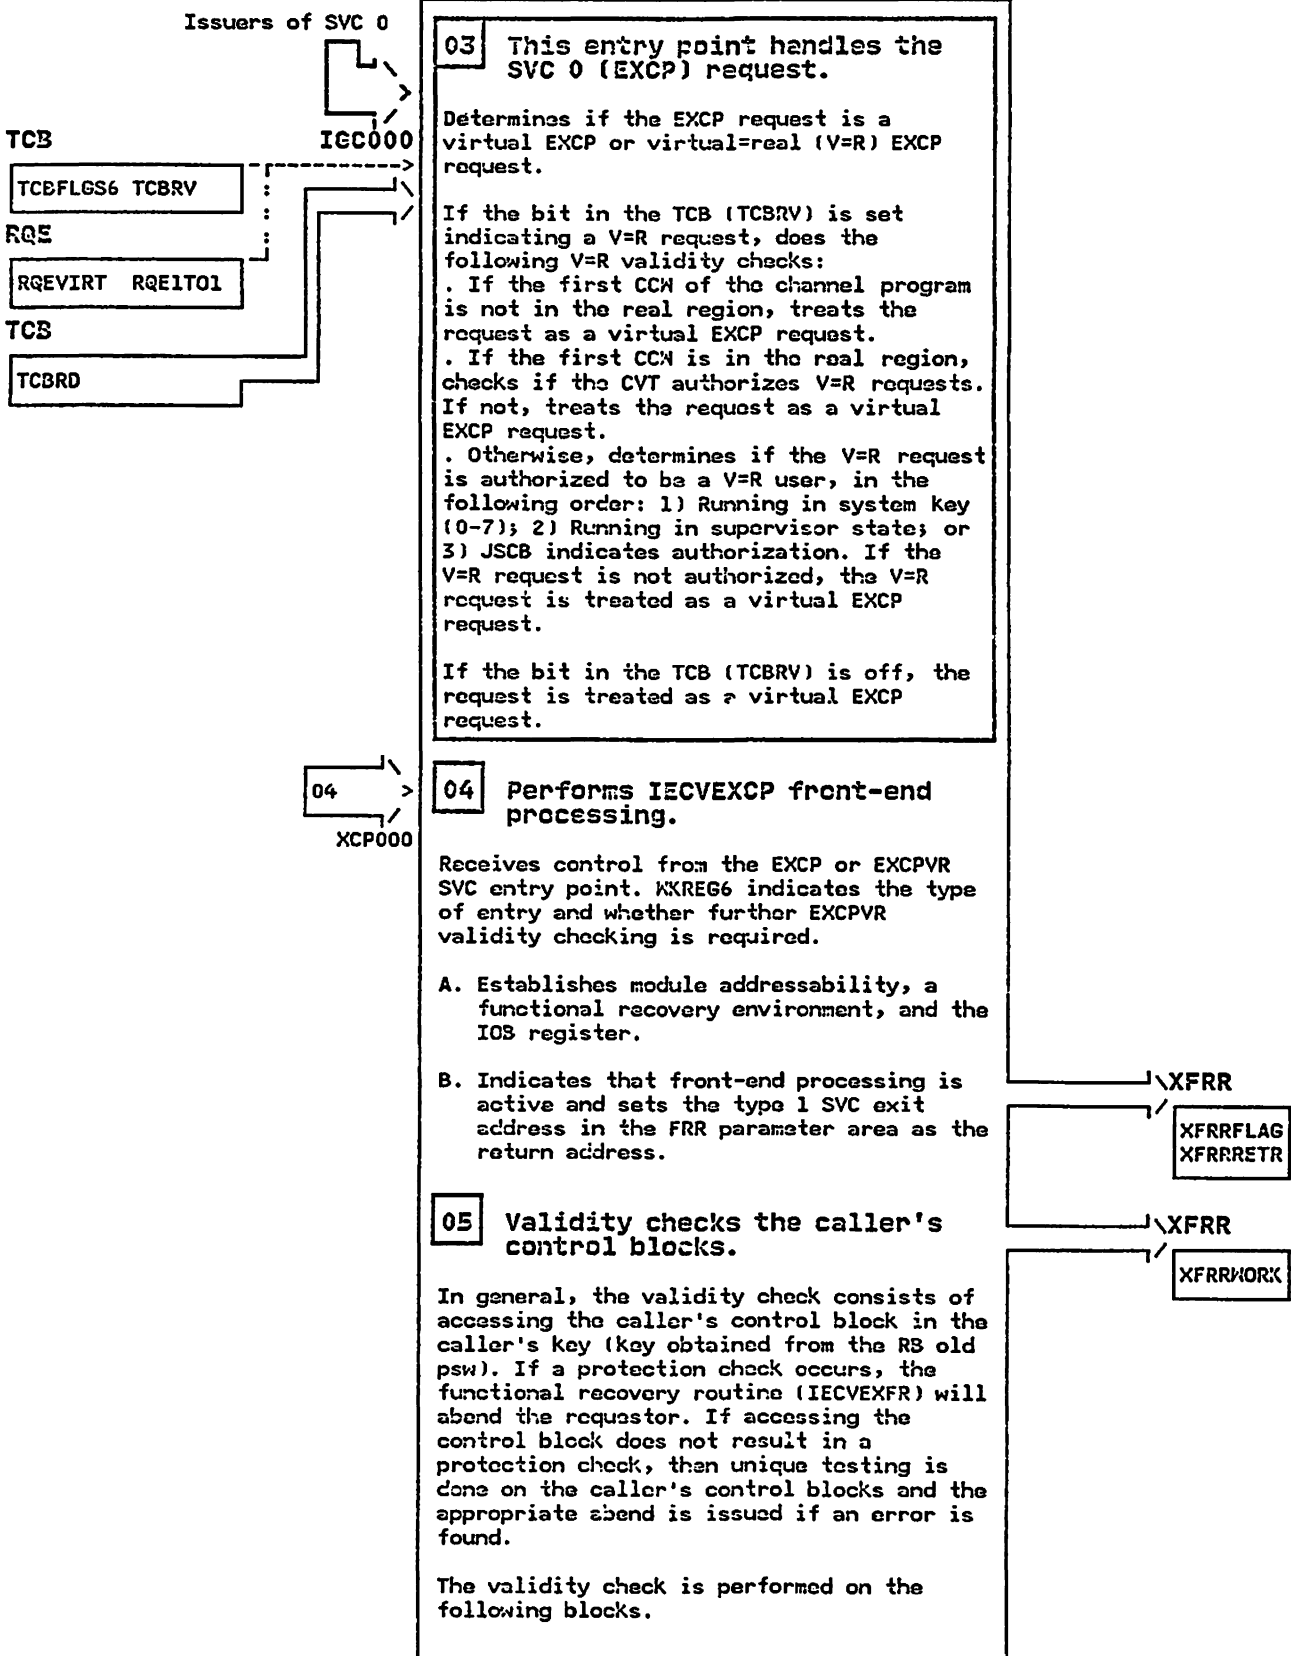 Issuers of SVC 0
03 This entry point handles the
SVC 0 (EXCP) request.
Determines if the EXCP request is a
virtual EXCP or virtual=real (V=R) EXCP
request.
If the bit in the TCB (TCBRV) is set
indicating a V=R request, does the
following V=R validity checks:
. If the first CCW of the channel program
is not in the real region, treats the
request as a virtual EXCP request.
. If the first CCW is in the real region,
checks if the CVT authorizes V=R requests.
If not, treats the request as a virtual
EXCP request.
. Otherwise, determines if the V=R request
is authorized to be a V=R user, in the
following order: 1) Running in system key
(0-7); 2) Running in supervisor state; or
3) JSCB indicates authorization. If the
V=R request is not authorized, the V=R
request is treated as a virtual EXCP
request.
If the bit in the TCB (TCBRV) is off, the
request is treated as a virtual EXCP
request.
IGC000
TCB
TCBFLGS6 TCBRV
RQE
RQEVIRT RQE1TO1
TCB
TCBRD
04
XCP000
04 Performs IECVEXCP front-end
processing.
Receives control from the EXCP or EXCPVR
SVC entry point. WKREG6 indicates the type
of entry and whether further EXCPVR
validity checking is required.
A. Establishes module addressability, a
functional recovery environment, and the
IOB register.
B. Indicates that front-end processing is
active and sets the type 1 SVC exit
address in the FRR parameter area as the
return address.
XFRR
XFRRFLAG
XFRRRETR
05 Validity checks the caller's
control blocks.
XFRR
XFRRWORK
In general, the validity check consists of
accessing the caller's control block in the
caller's key (key obtained from the RB old
psw). If a protection check occurs, the
functional recovery routine (IECVEXFR) will
abend the requestor. If accessing the
control block does not result in a
protection check, then unique testing is
done on the caller's control blocks and the
appropriate abend is issued if an error is
found.
The validity check is performed on the
following blocks.